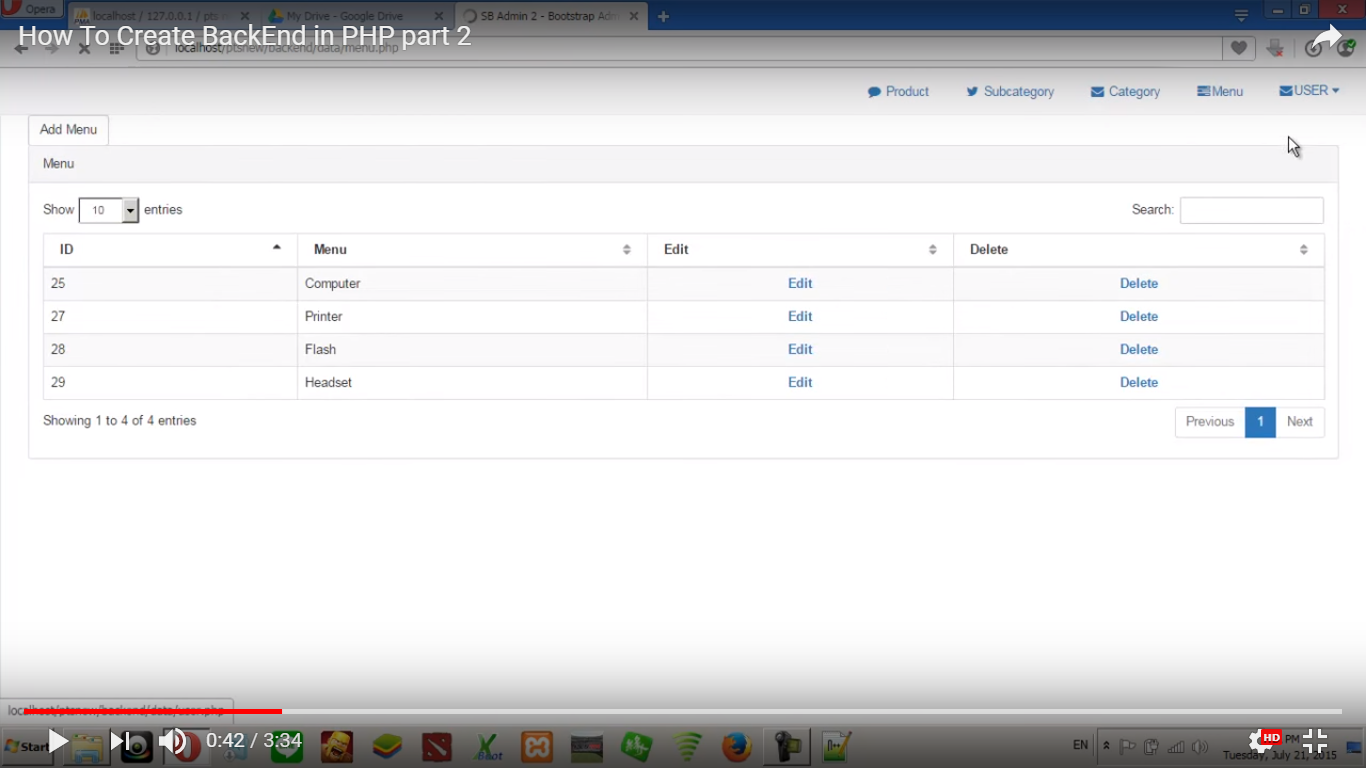 Opera
localhost / 127.0.0.1 / pts
My Drive - Google Drive
SB Admin 2 - Bootstrap Adm
How To Create BackEnd in PHP part 2
localhost/ptsnew/backend/data/menu.php
Product Subcategory Category Menu USER
Add Menu
Menu
Show 10 entries Search:
ID Menu Edit Delete
25 Computer Edit Delete
27 Printer Edit Delete
28 Flash Edit Delete
29 Headset Edit Delete
Showing 1 to 4 of 4 entries Previous 1 Next
localhost/ptsnew/backend/data/user.php
Start 0:42 / 3:34 EN HD PM
Tuesday, July 21, 2015